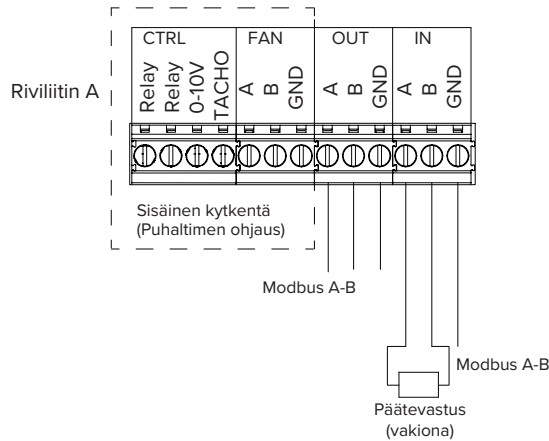 CTRL FAN OUT IN
Riviliitin A
Relay
Relay
0-10V
TACHO
A
B
GND
A
B
GND
A
B
GND
Sisäinen kytkentä
(Puhaltimen ohjaus)
Modbus A-B
Modbus A-B
Päätevastus
(vakiona)